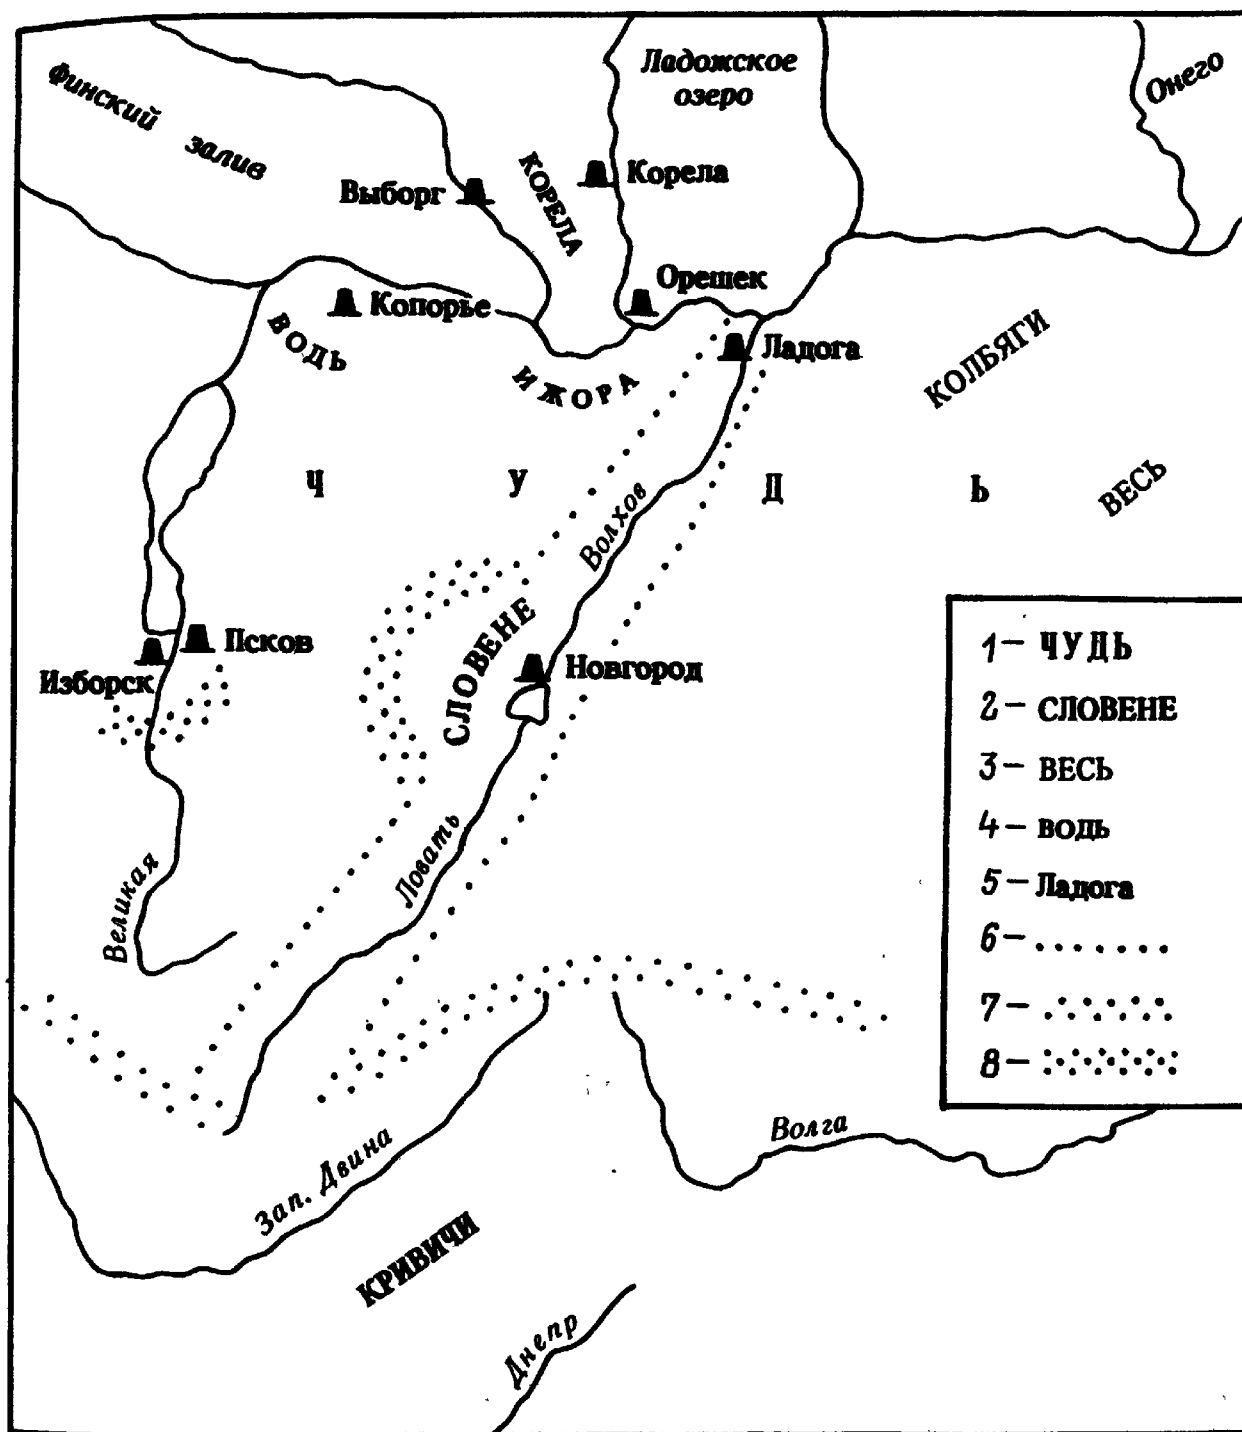 Финский залив
Ладожское
озеро
Онего
Выборг
КОРЕЛА
Корела
Орешек
Копорье
Ладога
ВОДЬ
ИЖОРА
КОЛБЯГИ
ВЕСЬ
Ч У Д Ь
Волхов
СЛОВЕНЕ
Псков
Изборск
Новгород
Ловать
Великая
Зап. Двина
Волга
КРИВИЧИ
Днепр
1 – ЧУДЬ
2 – СЛОВЕНЕ
3 – ВЕСЬ
4 – ВОДЬ
5 – Ладога
6 –
7 –
8 –